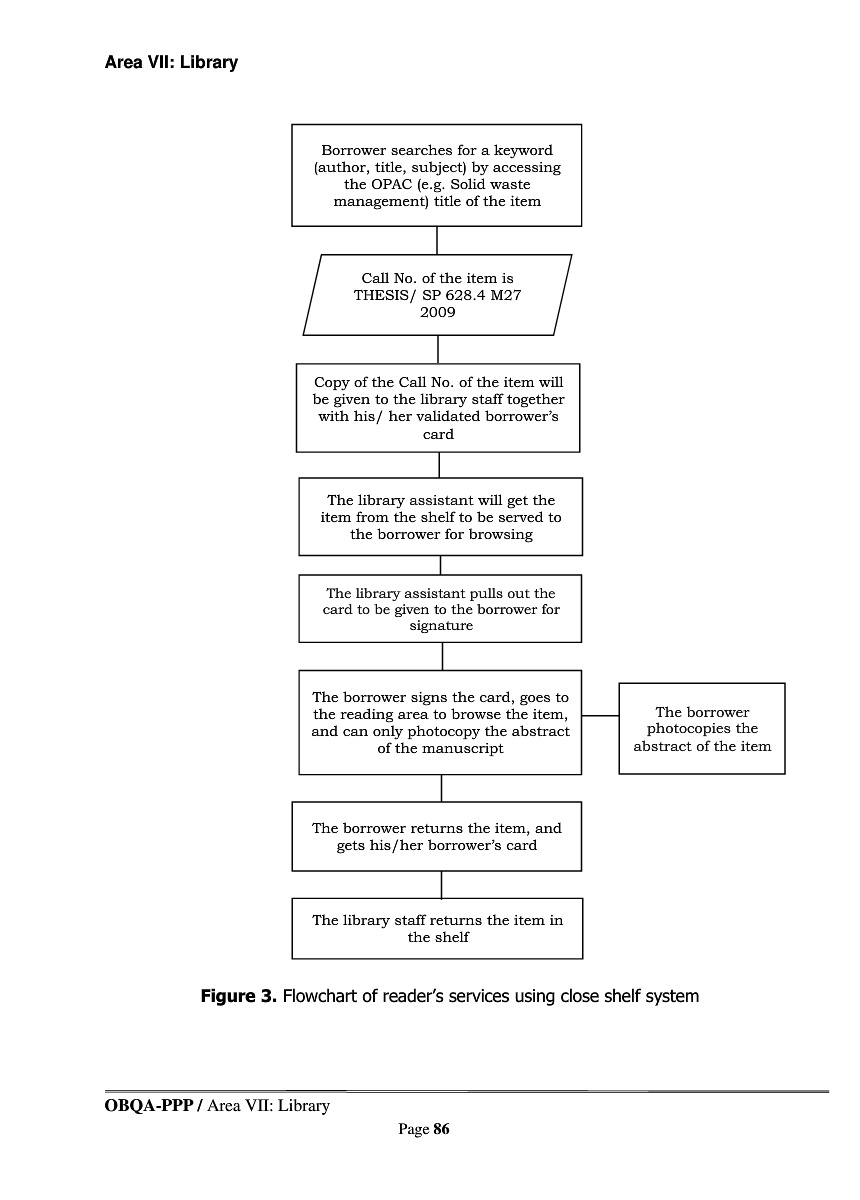 Area VII: Library
Borrower searches for a keyword
(author, title, subject) by accessing
the OPAC (e.g. Solid waste
management) title of the item
Call No. of the item is
THESIS/ SP 628.4 M27
2009
Copy of the Call No. of the item will
be given to the library staff together
with his/ her validated borrower’s
card
The library assistant will get the
item from the shelf to be served to
the borrower for browsing
The library assistant pulls out the
card to be given to the borrower for
signature
The borrower signs the card, goes to
the reading area to browse the item,
and can only photocopy the abstract
of the manuscript
The borrower
photocopies the
abstract of the item
The borrower returns the item, and
gets his/her borrower’s card
The library staff returns the item in
the shelf
Figure 3. Flowchart of reader’s services using close shelf system
OBQA-PPP / Area VII: Library
Page 86